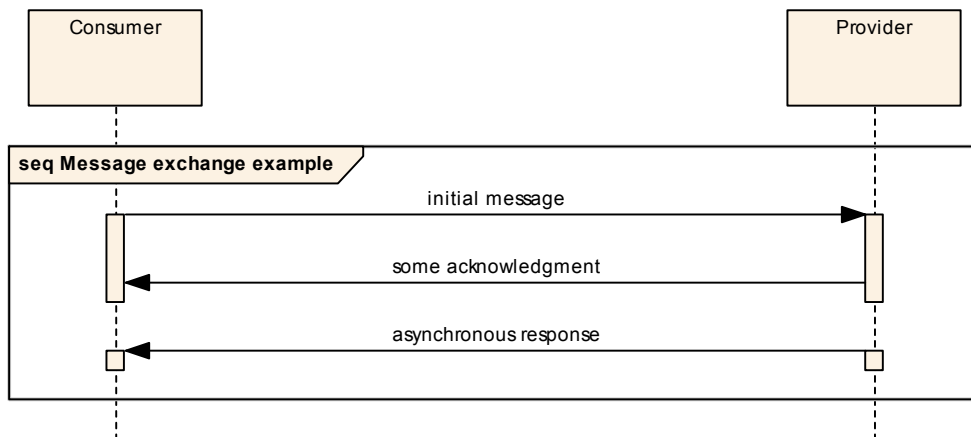 Consumer
Provider
seq Message exchange example
initial message
some acknowledgment
asynchronous response